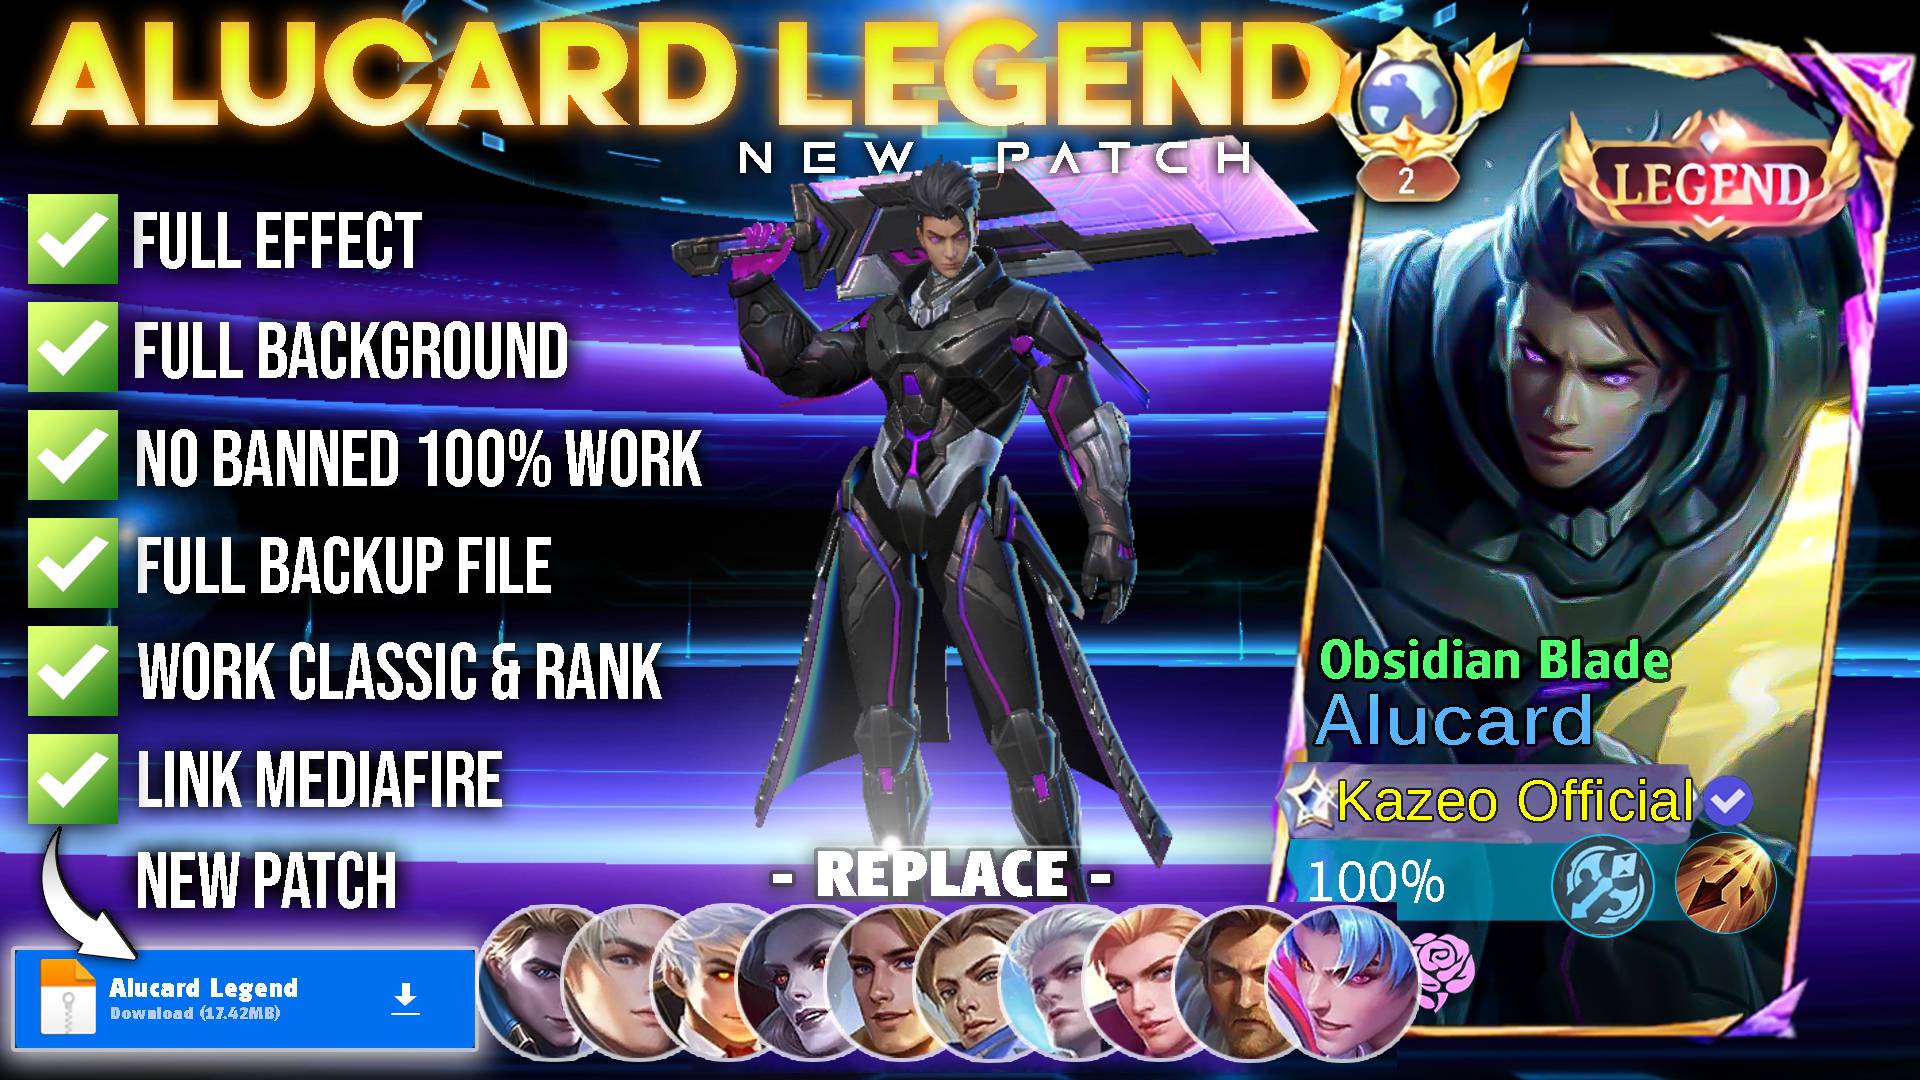 ALUCARD LEGEND
NEW PATCH
FULL EFFECT
FULL BACKGROUND
NO BANNED 100% WORK
FULL BACKUP FILE
WORK CLASSIC & RANK
LINK MEDIAFIRE
NEW PATCH
Alucard Legend
Download (17.42MB)
- REPLACE -
2
LEGEND
Obsidian Blade
Alucard
Kazeo Official
100%